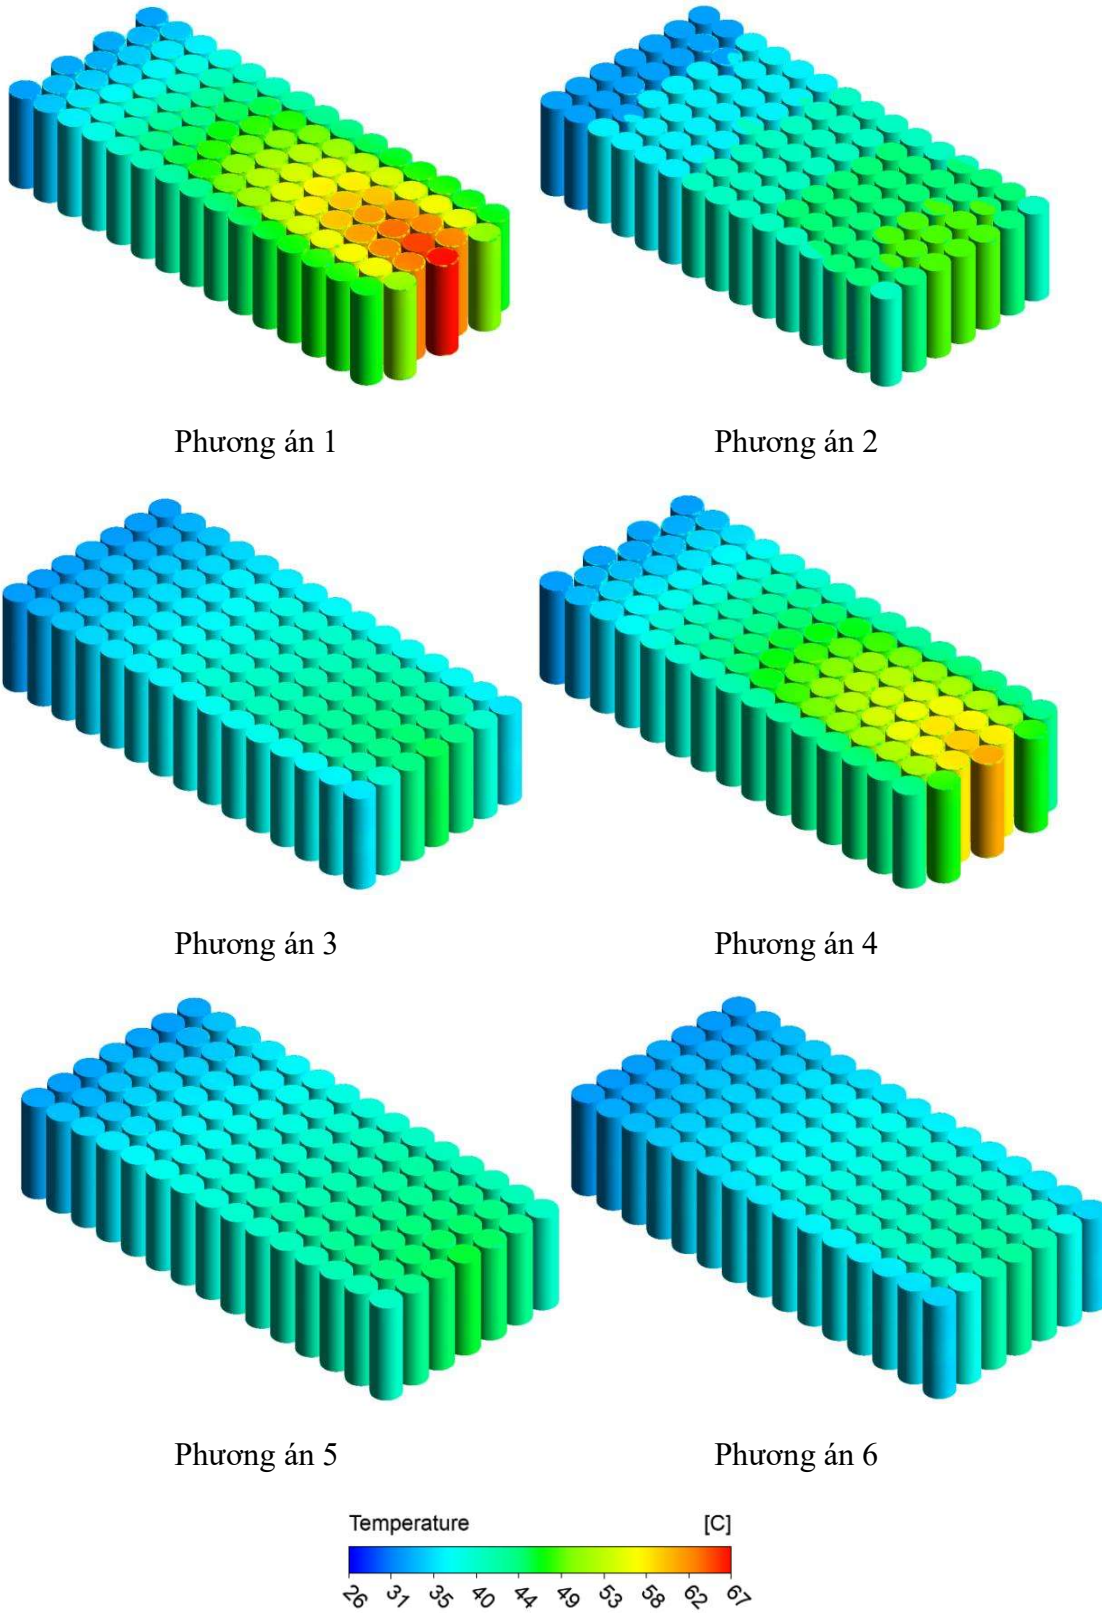 Phương án 1
Phương án 2
Phương án 3
Phương án 4
Phương án 5
Phương án 6
Temperature [C]
26 31 35 40 44 49 53 58 62 67